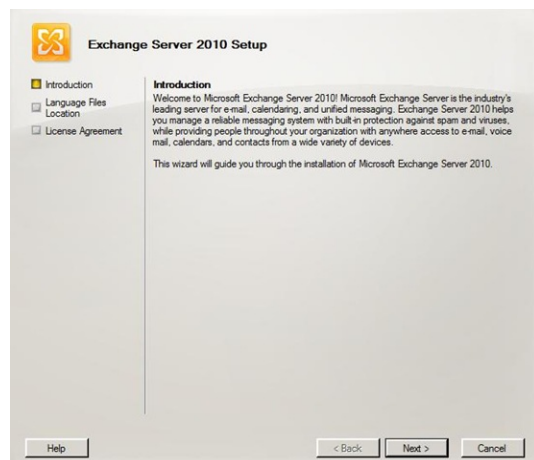 Exchange Server 2010 Setup
Introduction
Language Files
Location
License Agreement
Introduction
Welcome to Microsoft Exchange Server 2010! Microsoft Exchange Server is the industry's
leading server for e-mail, calendaring, and unified messaging. Exchange Server 2010 helps
you manage a reliable messaging system with built-in protection against spam and viruses,
while providing people throughout your organization with anywhere access to e-mail, voice
mail, calendars, and contacts from a wide variety of devices.
This wizard will guide you through the installation of Microsoft Exchange Server 2010.
Help
< Back
Next >
Cancel